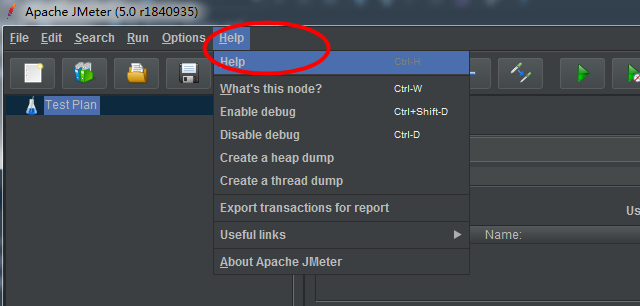 Apache JMeter (5.0 r1840935)
File Edit Search Run Options Help
Help Ctrl-H
What's this node? Ctrl-W
Enable debug Ctrl+Shift-D
Disable debug Ctrl-D
Create a heap dump
Create a thread dump
Export transactions for report
Useful links
About Apache JMeter
Test Plan
Us
Name: